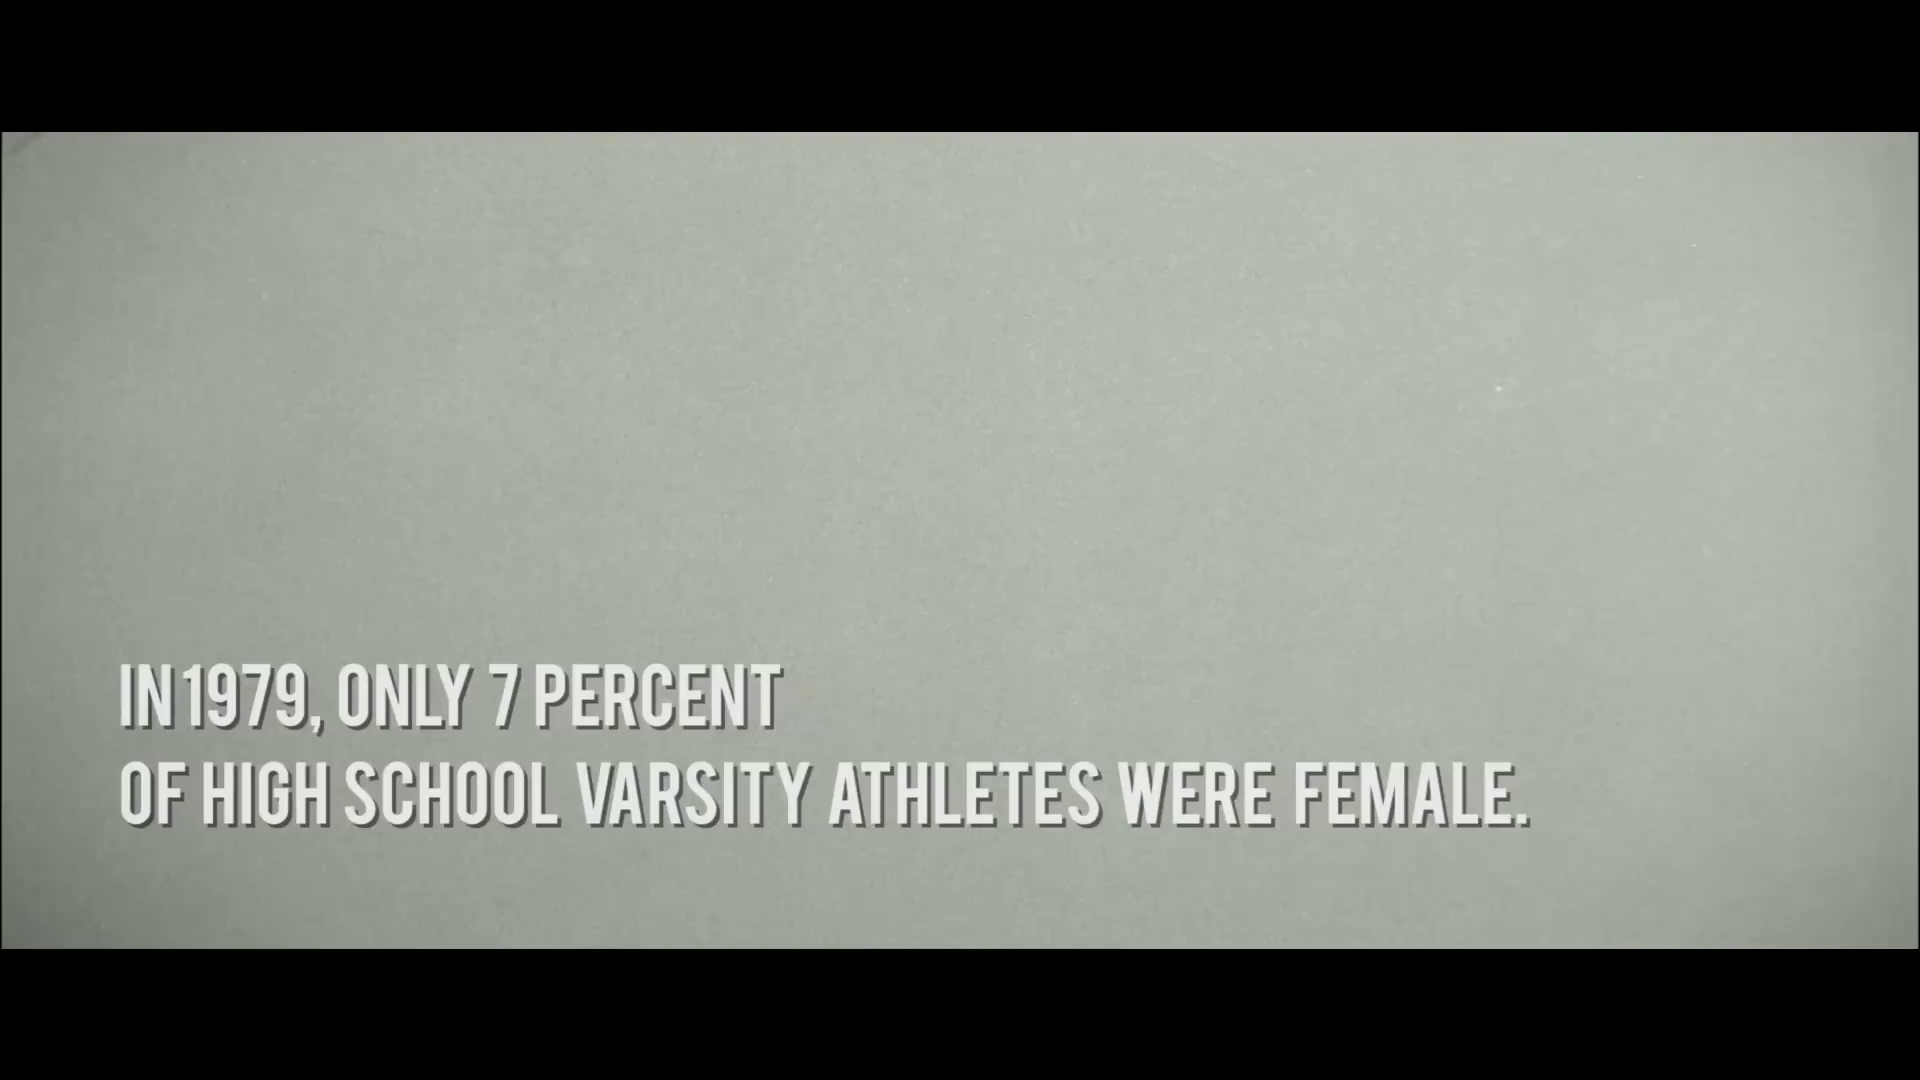 IN 1979, ONLY 7 PERCENT
OF HIGH SCHOOL VARSITY ATHLETES WERE FEMALE.